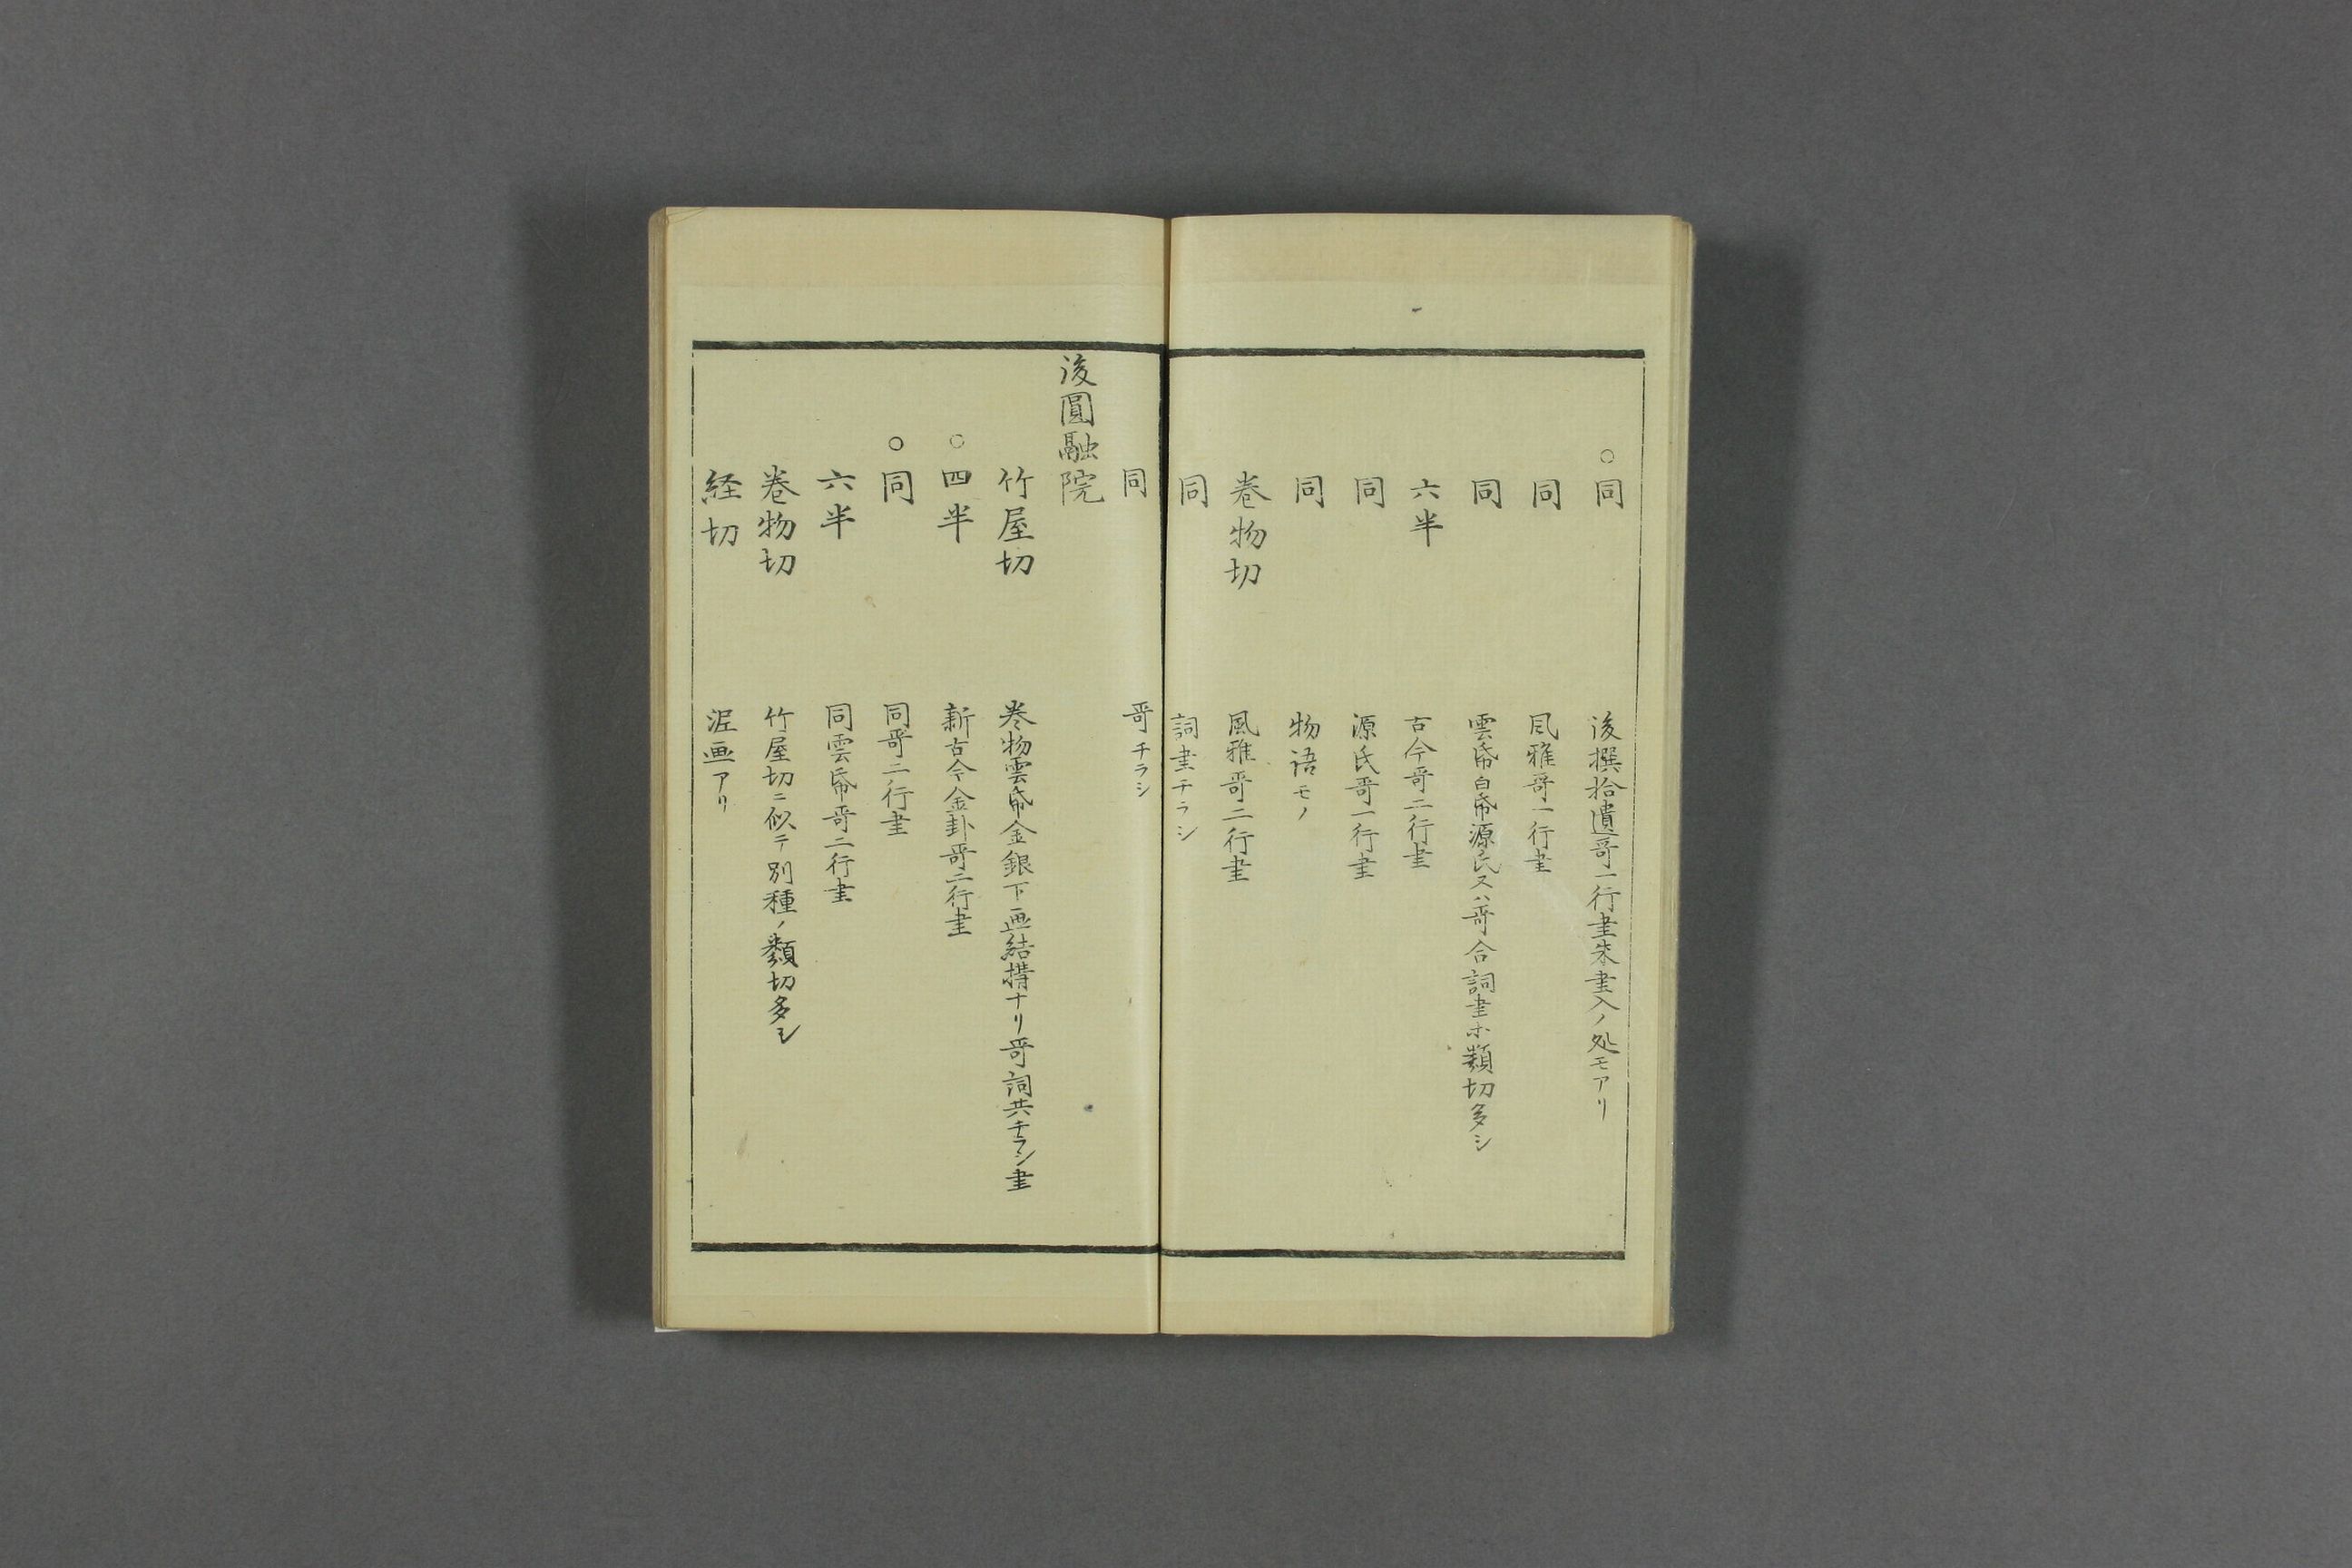 ○同 後撰拾遺哥一行書朱書入ノ処モアリ
同 風雅哥一行書
同 雲帋白帋源氏又ハ哥合詞書ホ類切多シ
六半 古今哥二行書
同 源氏哥一行書
同 物語モノ
巻物切 風雅哥二行書
同 詞書チラシ
同 哥チラシ
後圓融院
竹屋切 巻物雲帋金銀下画結構ナリ哥詞共チラシ書
○四半 新古今金卦哥二行書
○同 同哥二行書
六半 同雲帋哥二行書
巻物切 竹屋切ニ似テ別種ノ類切多シ
経切 泥画アリ